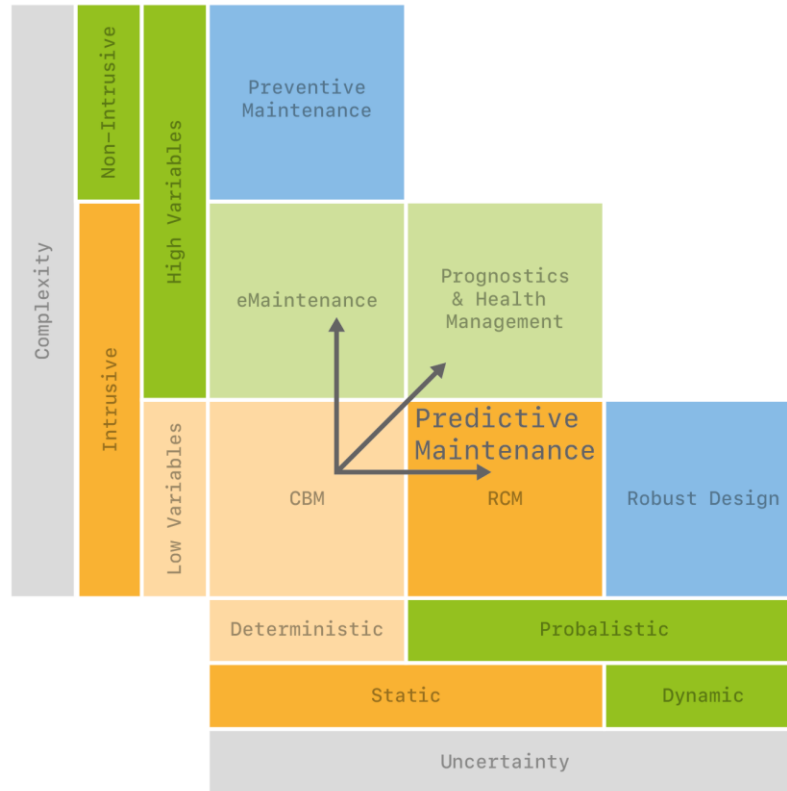 Complexity
Non-Intrusive
Intrusive
High Variables
Low Variables
Preventive
Maintenance
eMaintenance
Prognostics
& Health
Management
Predictive
Maintenance
CBM
RCM
Robust Design
Deterministic
Probalistic
Static
Dynamic
Uncertainty